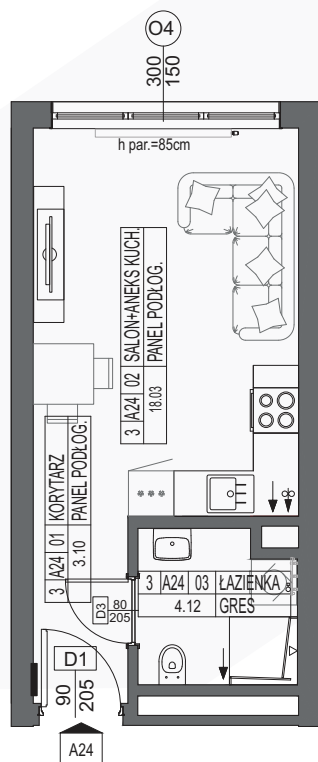 O4
300
150
h par.=85cm
3 A24 02 SALON+ANEKS KUCH.
18.03 PANEL PODŁOG.
3 A24 01 KORYTARZ
3.10 PANEL PODŁOG.
3 A24 03 ŁAZIENKA
4.12 GRES
D3 80
205
D1
90
205
A24